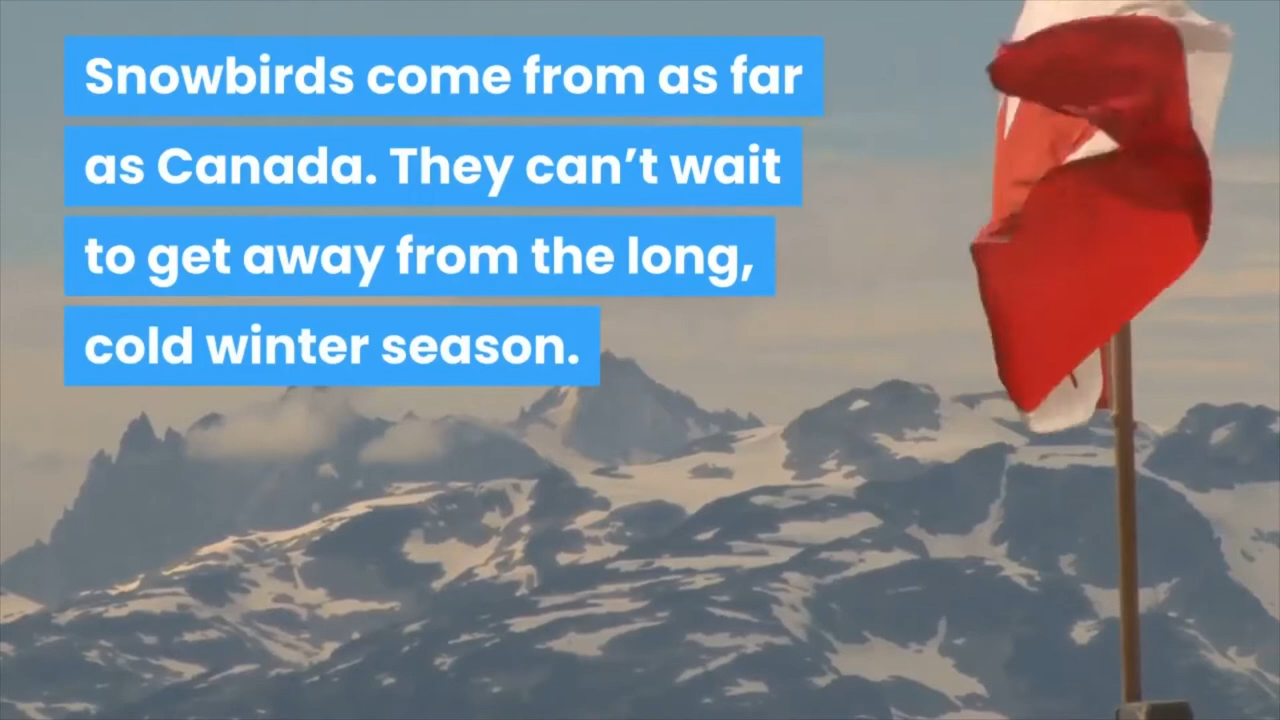 Snowbirds come from as far
as Canada. They can’t wait
to get away from the long,
cold winter season.